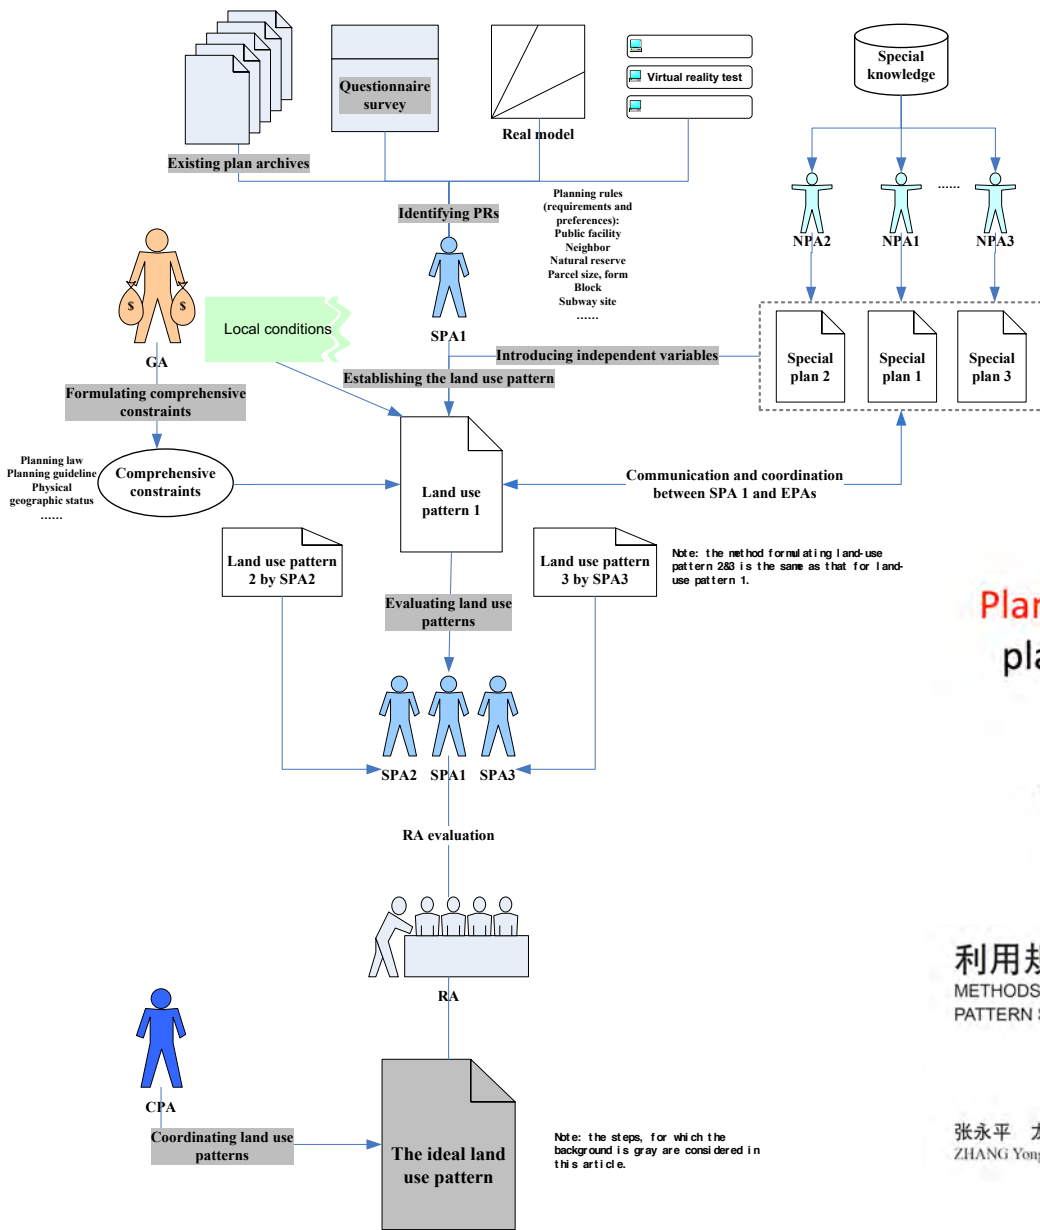 Questionnaire
survey
Virtual reality test
Special
knowledge
Real model
Existing plan archives
Identifying PRs
Planning rules
(requirements and
preferences):
Public facility
Neighbor
Natural reserve
Parcel size, form
Block
Subway site
......
......
NPA2
NPA1
NPA3
$
$
GA
Local conditions
SPA1
Introducing independent variables
Special
plan 2
Special
plan 1
Special
plan 3
Establishing the land use pattern
Formulating comprehensive
constraints
Planning law
Planning guideline
Physical
geographic status
......
Comprehensive
constraints
Land use
pattern 1
Communication and coordination
between SPA 1 and EPAs
Land use pattern
2 by SPA2
Land use pattern
3 by SPA3
Note: the method formulating land-use
pattern 2&3 is the same as that for land-
use pattern 1.
Evaluating land use
patterns
SPA2
SPA1
SPA3
RA evaluation
RA
CPA
Coordinating land use
patterns
The ideal land
use pattern
Note: the steps, for which the
background is gray are considered in
this article.
利用
METHODS
PATTERN
张永平
ZHANG